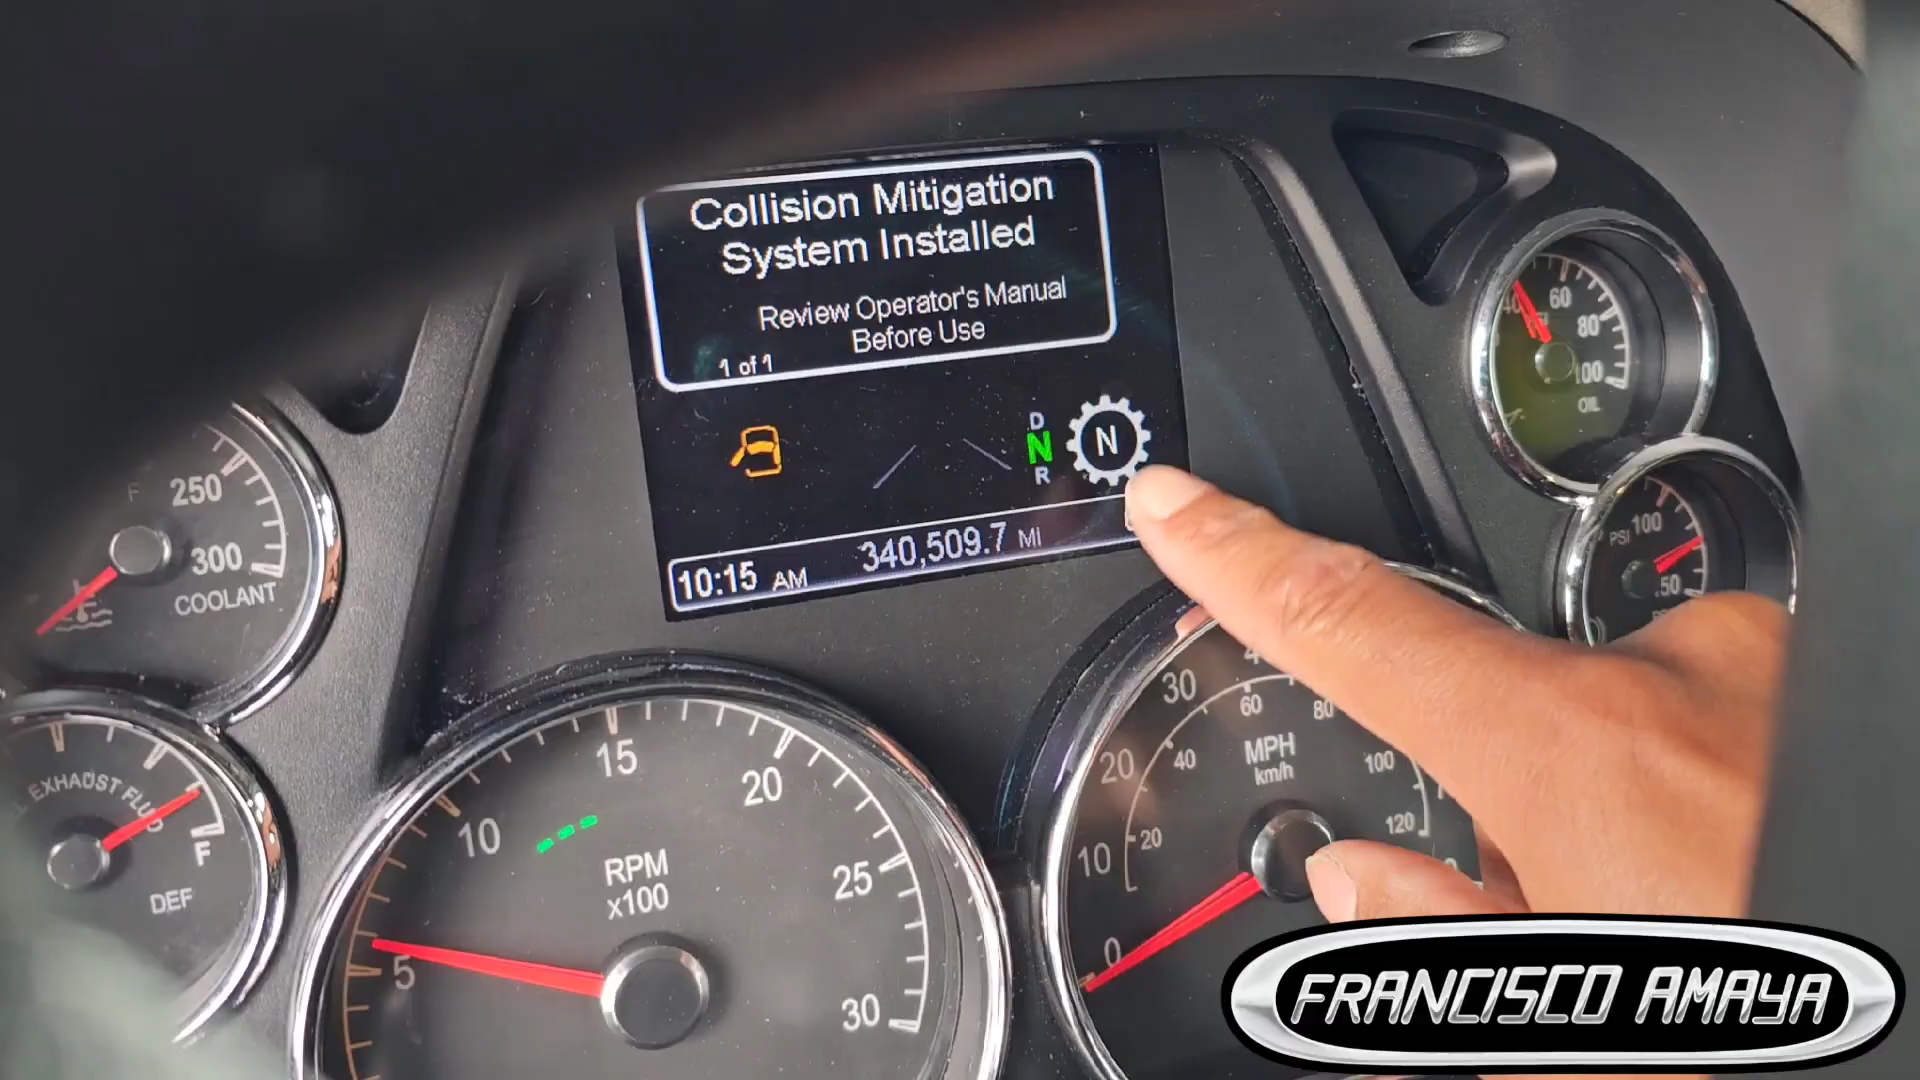 Collision Mitigation
System Installed
Review Operator's Manual
Before Use
1 of 1
D
N
R
N
340,509.7 MI
10:15 AM
F
250
300
COOLANT
EXHAUST FLUID
F
DEF
10
15
20
25
30
5
RPM
x100
40
60
80
100
OIL
PSI
100
50
0
10
20
30
MPH
km/h
20
40
60
80
100
120
FRANCISCO AMAYA